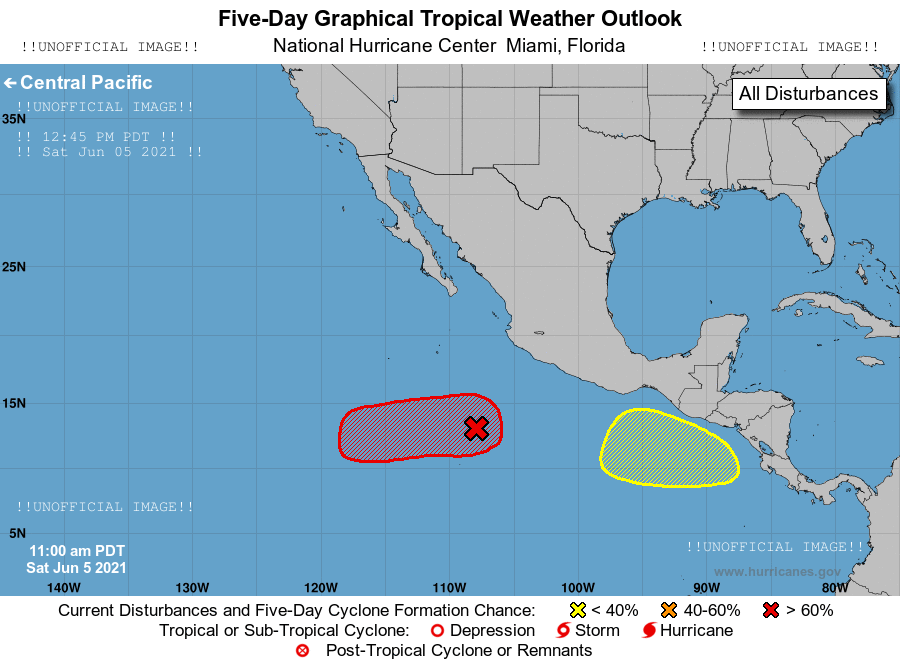 Five-Day Graphical Tropical Weather Outlook
!!UNOFFICIAL IMAGE!! National Hurricane Center  Miami, Florida !!UNOFFICIAL IMAGE!!
← Central Pacific
All Disturbances
!!UNOFFICIAL IMAGE!!
35N
!! 12:45 PM PDT !!
!! Sat Jun 05 2021 !!
25N
15N
!!UNOFFICIAL IMAGE!!
5N
11:00 am PDT
Sat Jun 5 2021
!!UNOFFICIAL IMAGE!!
www.hurricanes.gov
140W 130W 120W 110W 100W 90W 80W
Current Disturbances and Five-Day Cyclone Formation Chance: < 40% 40-60% > 60%
Tropical or Sub-Tropical Cyclone: Depression Storm Hurricane
Post-Tropical Cyclone or Remnants